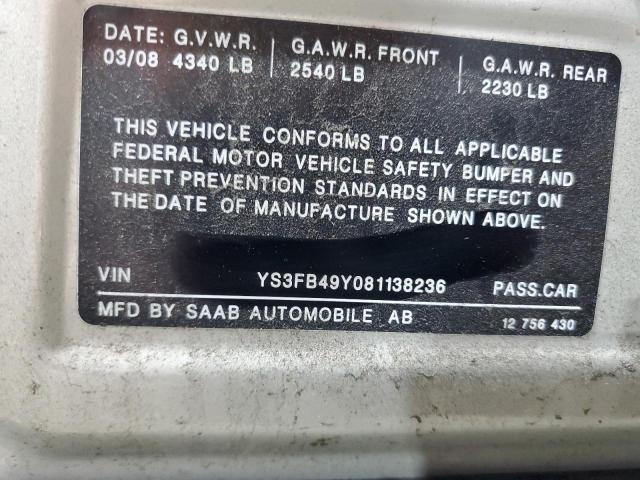 DATE: G.V.W.R. G.A.W.R. FRONT G.A.W.R. REAR
03/08 4340 LB 2540 LB 2230 LB
THIS VEHICLE CONFORMS TO ALL APPLICABLE
FEDERAL MOTOR VEHICLE SAFETY BUMPER AND
THEFT PREVENTION STANDARDS IN EFFECT ON
THE DATE OF MANUFACTURE SHOWN ABOVE.
VIN YS3FB49Y081138236 PASS.CAR
MFD BY SAAB AUTOMOBILE AB 12 756 430